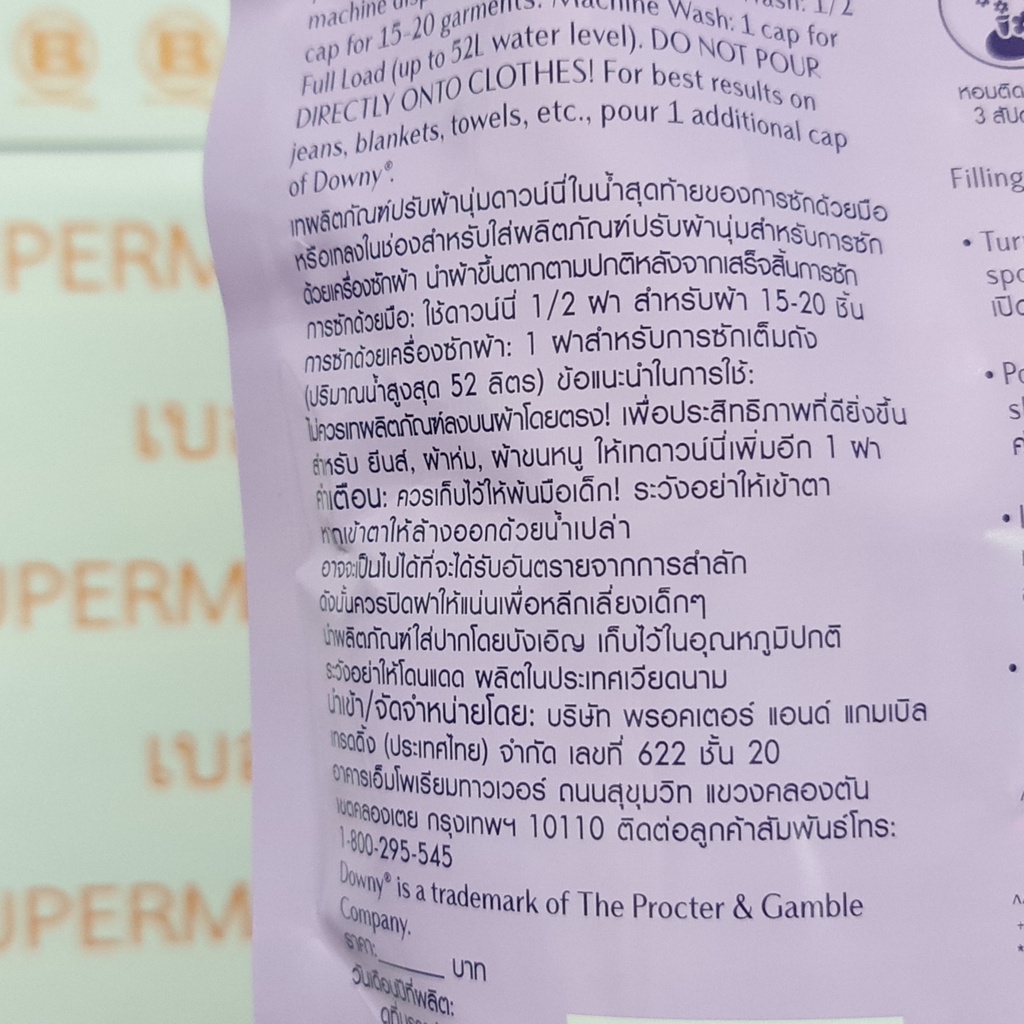 cap for 15-20 garments. Machine Wash: 1 cap for
Full Load (up to 52L water level). DO NOT POUR
DIRECTLY ONTO CLOTHES! For best results on
jeans, blankets, towels, etc., pour 1 additional cap
of Downy®.
เทผลิตภัณฑ์ปรับผ้านุ่มดาวน์นี่ในน้ำสุดท้ายของการซักด้วยมือ
หรือเทลงในช่องสำหรับใส่ผลิตภัณฑ์ปรับผ้านุ่มสำหรับการซัก
ด้วยเครื่องซักผ้า นำผ้าขึ้นตากตามปกติหลังจากเสร็จสิ้นการซัก
การซักด้วยมือ: ใช้ดาวน์นี่ 1/2 ฝา สำหรับผ้า 15-20 ชิ้น
การซักด้วยเครื่องซักผ้า: 1 ฝาสำหรับการซักเต็มถัง
(ปริมาณน้ำสูงสุด 52 ลิตร) ข้อแนะนำในการใช้:
ไม่ควรเทผลิตภัณฑ์ลงบนผ้าโดยตรง! เพื่อประสิทธิภาพที่ดียิ่งขึ้น
สำหรับ ยีนส์, ผ้าห่ม, ผ้าขนหนู ให้เทดาวน์นี่เพิ่มอีก 1 ฝา
คำเตือน: ควรเก็บไว้ให้พ้นมือเด็ก! ระวังอย่าให้เข้าตา
หากเข้าตาให้ล้างออกด้วยน้ำเปล่า
อาจจะเป็นไปได้ที่จะได้รับอันตรายจากการสำลัก
ดังนั้นควรปิดฝาให้แน่นเพื่อหลีกเลี่ยงเด็กๆ
นำผลิตภัณฑ์ใส่ปากโดยบังเอิญ เก็บไว้ในอุณหภูมิปกติ
ระวังอย่าให้โดนแดด ผลิตในประเทศเวียดนาม
นำเข้า/จัดจำหน่ายโดย: บริษัท พรอคเตอร์ แอนด์ แกมเบิล
เทรดดิ้ง (ประเทศไทย) จำกัด เลขที่ 622 ชั้น 20
อาคารเอ็มโพเรียมทาวเวอร์ ถนนสุขุมวิท แขวงคลองตัน
เขตคลองเตย กรุงเทพฯ 10110 ติดต่อลูกค้าสัมพันธ์โทร:
1-800-295-545
Downy® is a trademark of The Procter & Gamble
Company.
ราคา:______ บาท
วันเดือนปีที่ผลิต:
Filling